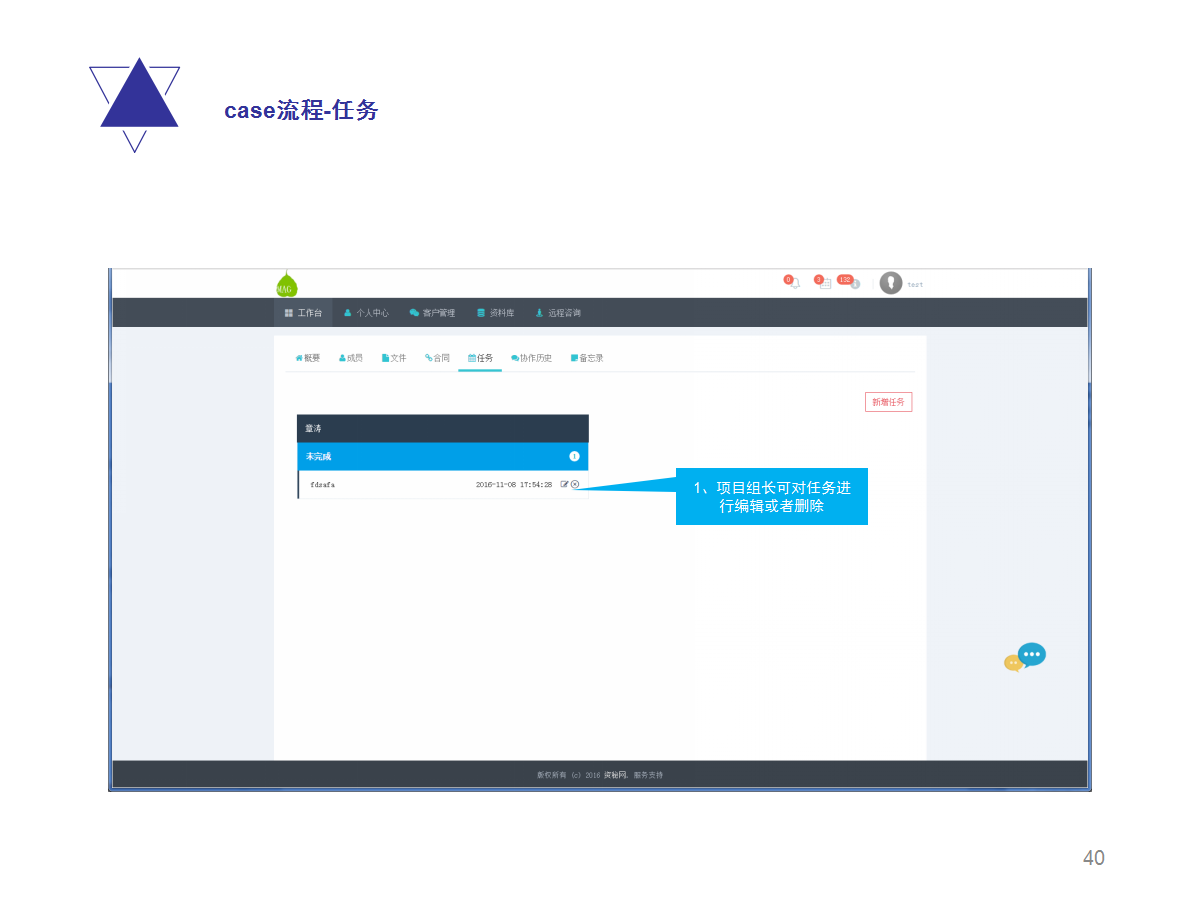 case流程-任务
MAG
0
3
132
test
工作台 个人中心 客户管理 资料库 远程咨询
概要 成员 文件 合同 任务 协作历史 备忘录
新增任务
章涛
未完成
fdsafa 2016-11-08 17:54:28
1、项目组长可对任务进
行编辑或者删除
版权所有 (c) 2016 资秘网. 服务支持
40